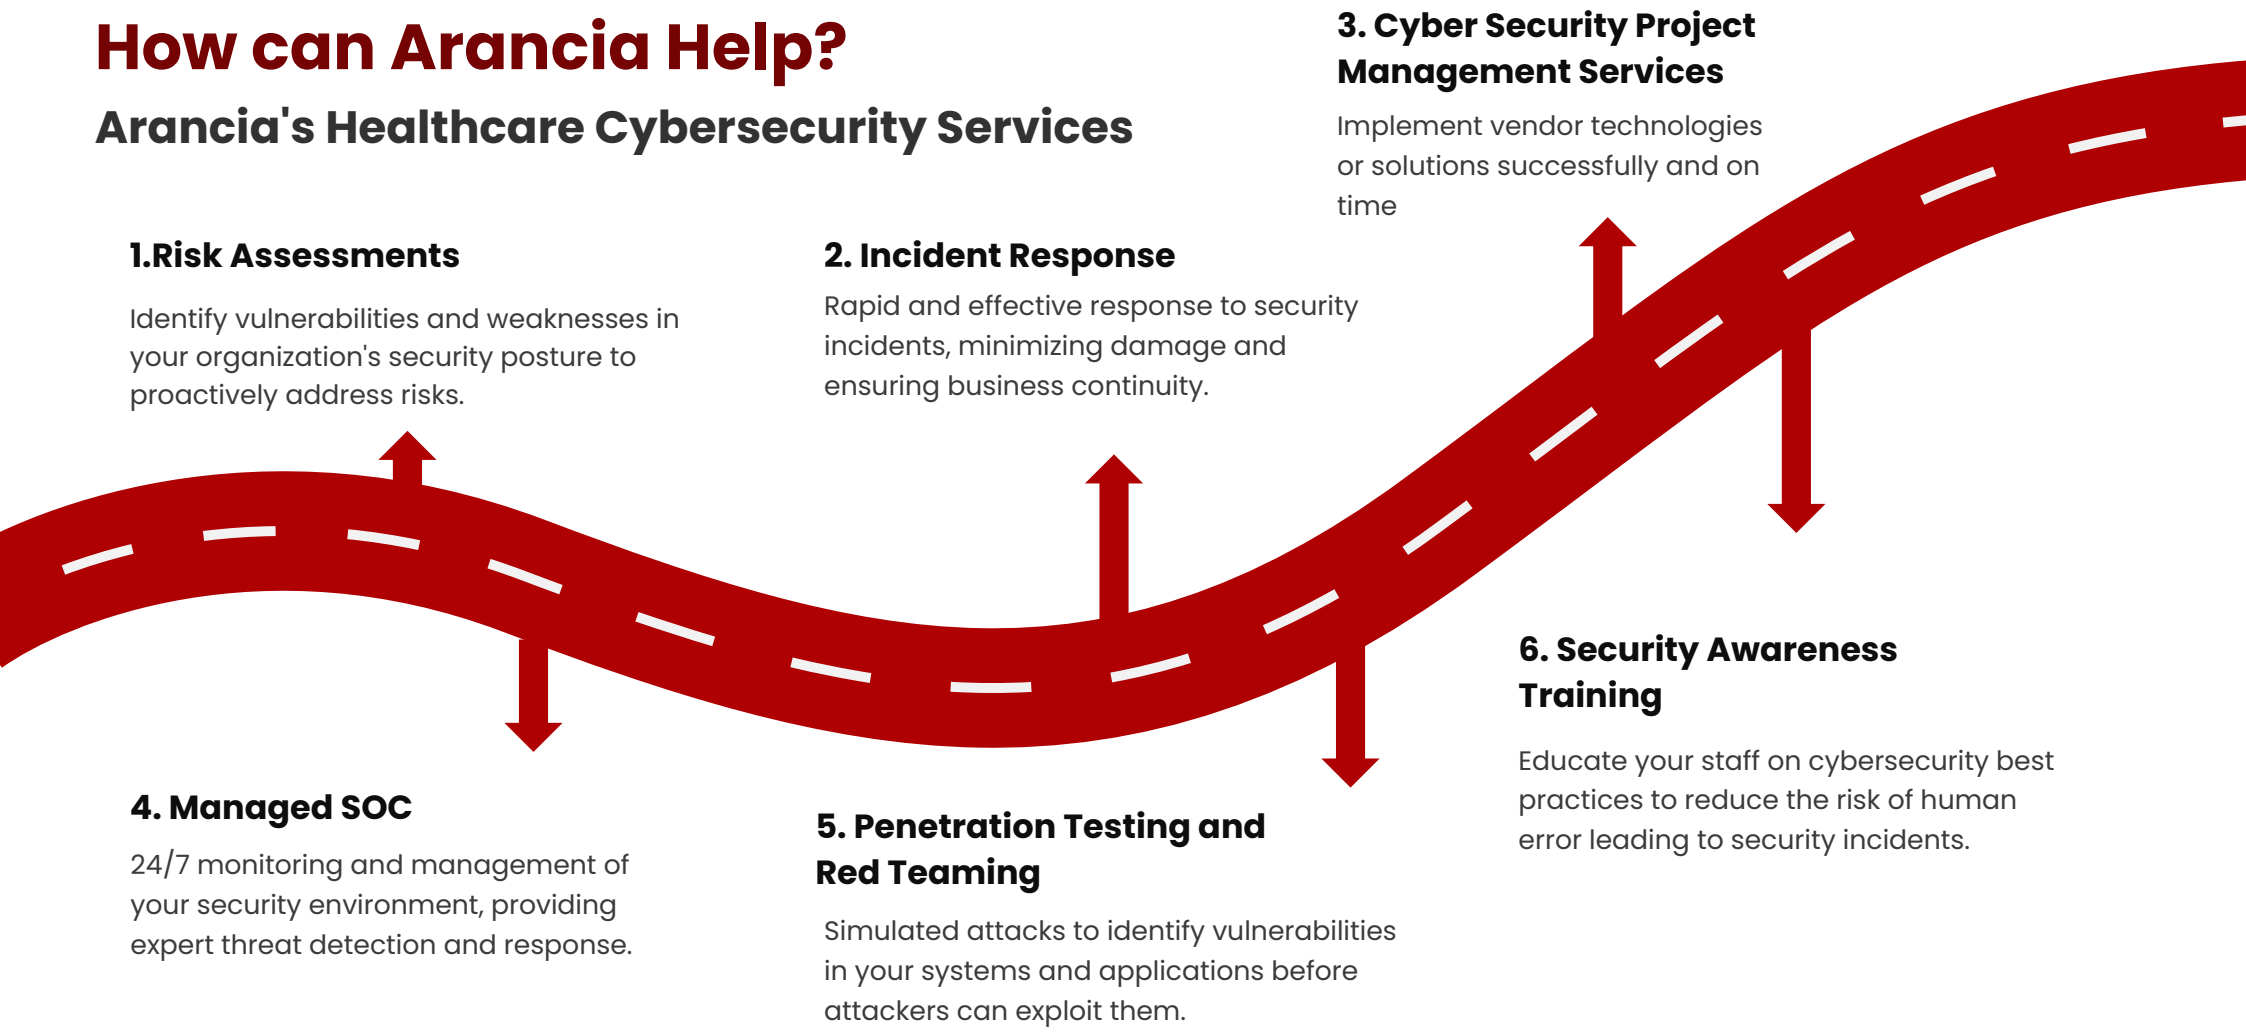 How can Arancia Help?
Arancia's Healthcare Cybersecurity Services
1.Risk Assessments
Identify vulnerabilities and weaknesses in
your organization's security posture to
proactively address risks.
2. Incident Response
Rapid and effective response to security
incidents, minimizing damage and
ensuring business continuity.
3. Cyber Security Project
Management Services
Implement vendor technologies
or solutions successfully and on
time
4. Managed SOC
24/7 monitoring and management of
your security environment, providing
expert threat detection and response.
5. Penetration Testing and
Red Teaming
Simulated attacks to identify vulnerabilities
in your systems and applications before
attackers can exploit them.
6. Security Awareness
Training
Educate your staff on cybersecurity best
practices to reduce the risk of human
error leading to security incidents.